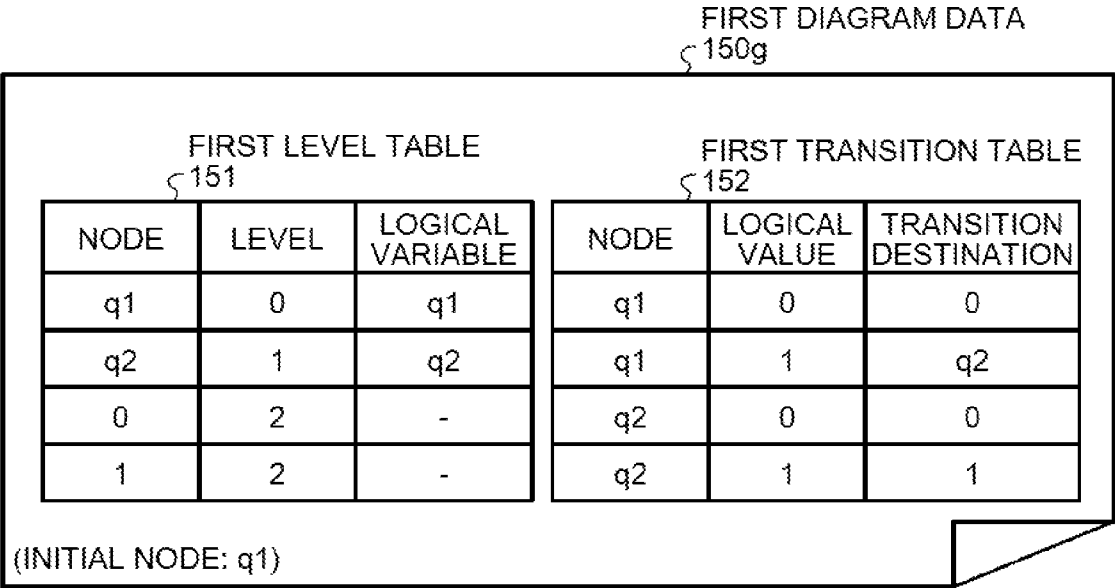 FIRST DIAGRAM DATA
150g
FIRST LEVEL TABLE
151
NODE LEVEL LOGICAL VARIABLE
q1 0 q1
q2 1 q2
0 2 -
1 2 -
FIRST TRANSITION TABLE
152
NODE LOGICAL VALUE TRANSITION DESTINATION
q1 0 0
q1 1 q2
q2 0 0
q2 1 1
(INITIAL NODE: q1)